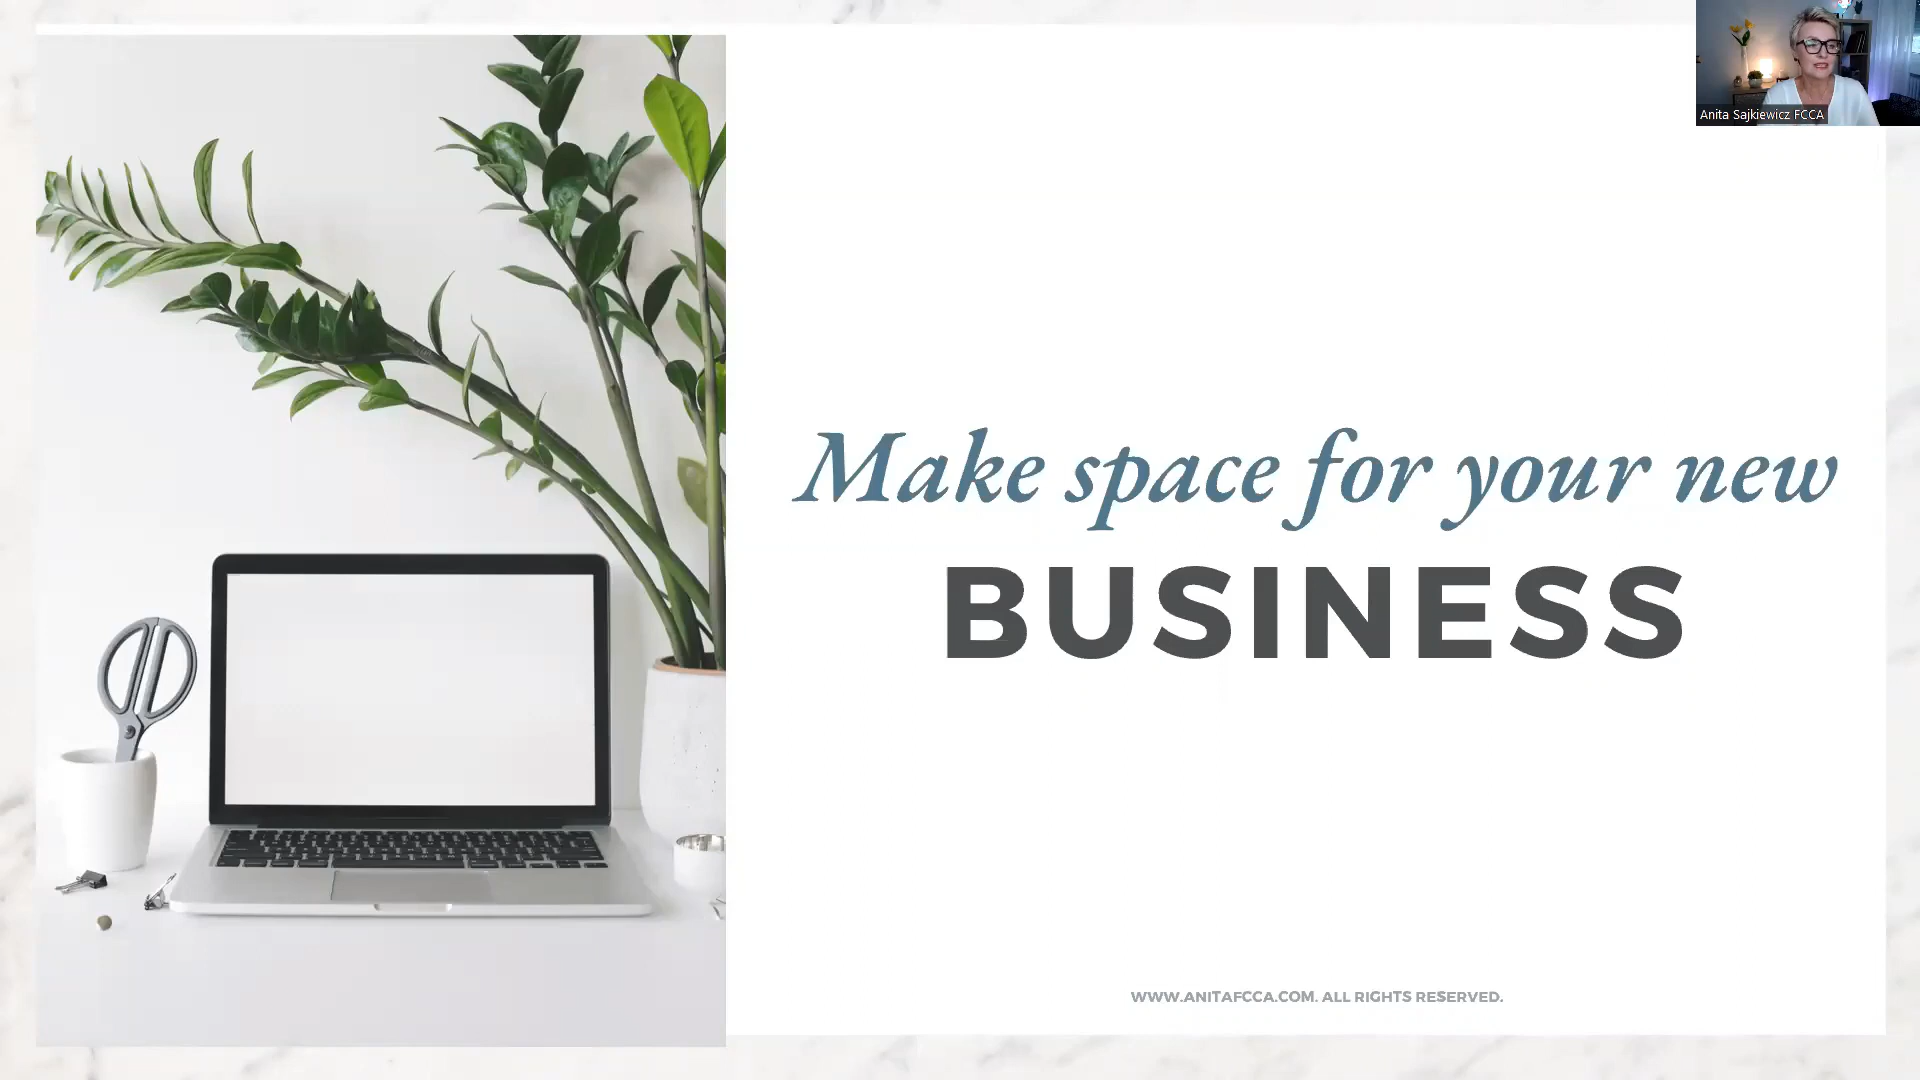 Anita Sajkiewicz FCCA
Make space for your new
BUSINESS
WWW.ANITAFCCA.COM. ALL RIGHTS RESERVED.